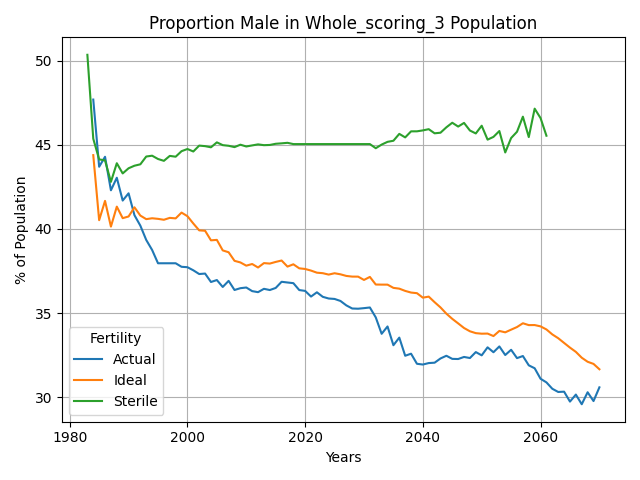 Proportion Male in Whole_scoring_3 Population
50
45
40
35
30
% of Population
Fertility
Actual
Ideal
Sterile
1980
2000
2020
2040
2060
Years